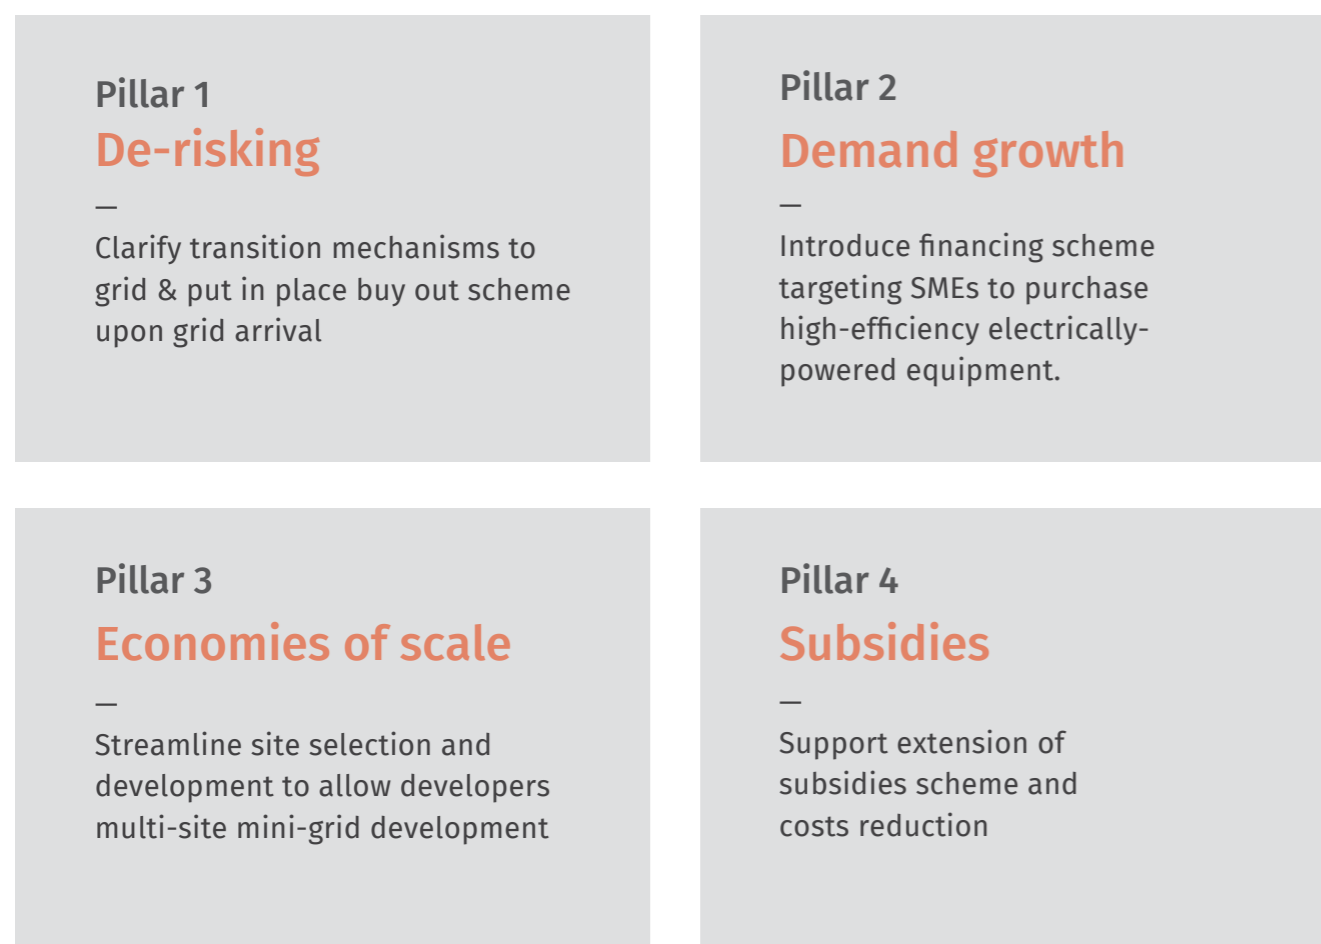 Pillar 1
De-risking
—
Clarify transition mechanisms to
grid & put in place buy out scheme
upon grid arrival
Pillar 2
Demand growth
—
Introduce financing scheme
targeting SMEs to purchase
high-efficiency electrically-
powered equipment.
Pillar 3
Economies of scale
—
Streamline site selection and
development to allow developers
multi-site mini-grid development
Pillar 4
Subsidies
—
Support extension of
subsidies scheme and
costs reduction